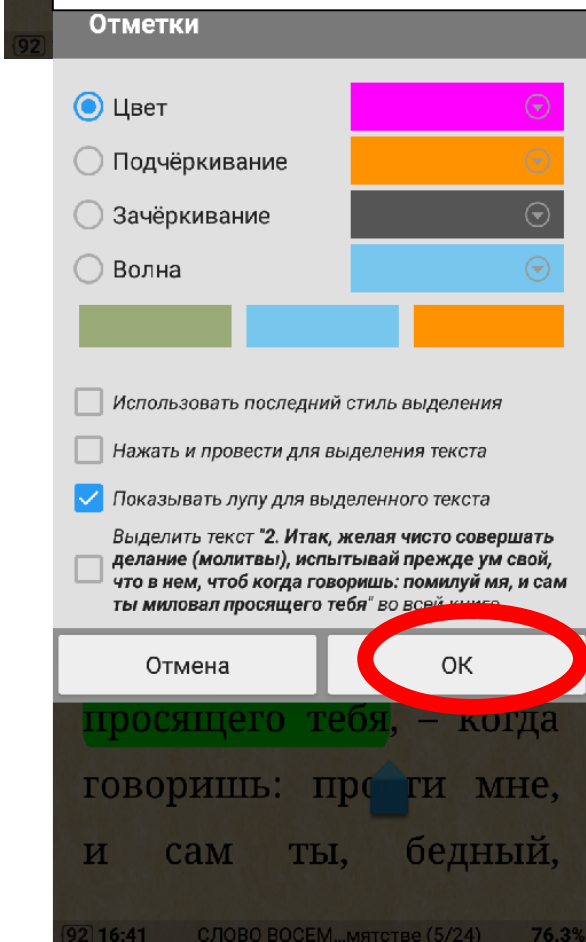 Отметки
92
Цвет
Подчёркивание
Зачёркивание
Волна
Использовать последний стиль выделения
Нажать и провести для выделения текста
Показывать лупу для выделенного текста
Выделить текст "2. Итак, желая чисто совершать
делание (молитвы), испытывай прежде ум свой,
что в нем, чтоб когда говоришь: помилуй мя, и сам
ты миловал просящего тебя" во всей книге
Отмена
ОК
просящего тебя, – когда
говоришь: прости мне,
и сам ты, бедный,
92 16:41 СЛОВО ВОСЕМ...мятстве (5/24) 76.3%